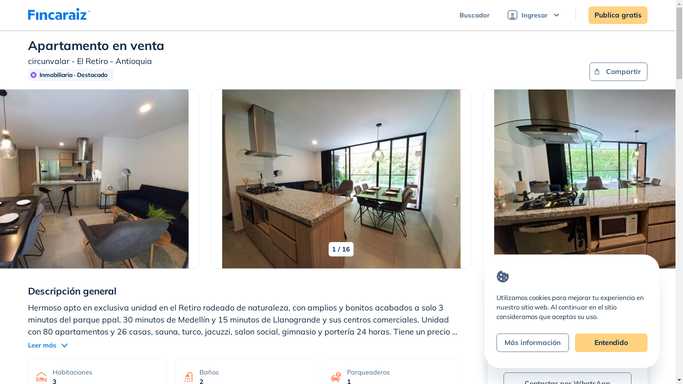 Fincaraiz
Buscador
Ingresar
Publica gratis
Apartamento en venta
circunvalar - El Retiro - Antioquia
Inmobiliaria · Destacado
Compartir
1 / 16
Descripción general
Hermoso apto en exclusiva unidad en el Retiro rodeado de naturaleza, con amplios y bonitos acabados a solo 3
minutos del parque ppal, 30 minutos de Medellín y 15 minutos de Llanogrande y sus centros comerciales. Unidad
con 80 apartamentos y 26 casas, sauna, turco, jacuzzi, salon social, gimnasio y portería 24 horas. Tiene un precio ...
Leer más
Habitaciones
3
Baños
2
Parqueaderos
1
Utilizamos cookies para mejorar tu experiencia en
nuestro sitio web. Al continuar en el sitio
consideramos que aceptas su uso.
Más información
Entendido
Contactar por WhatsApp